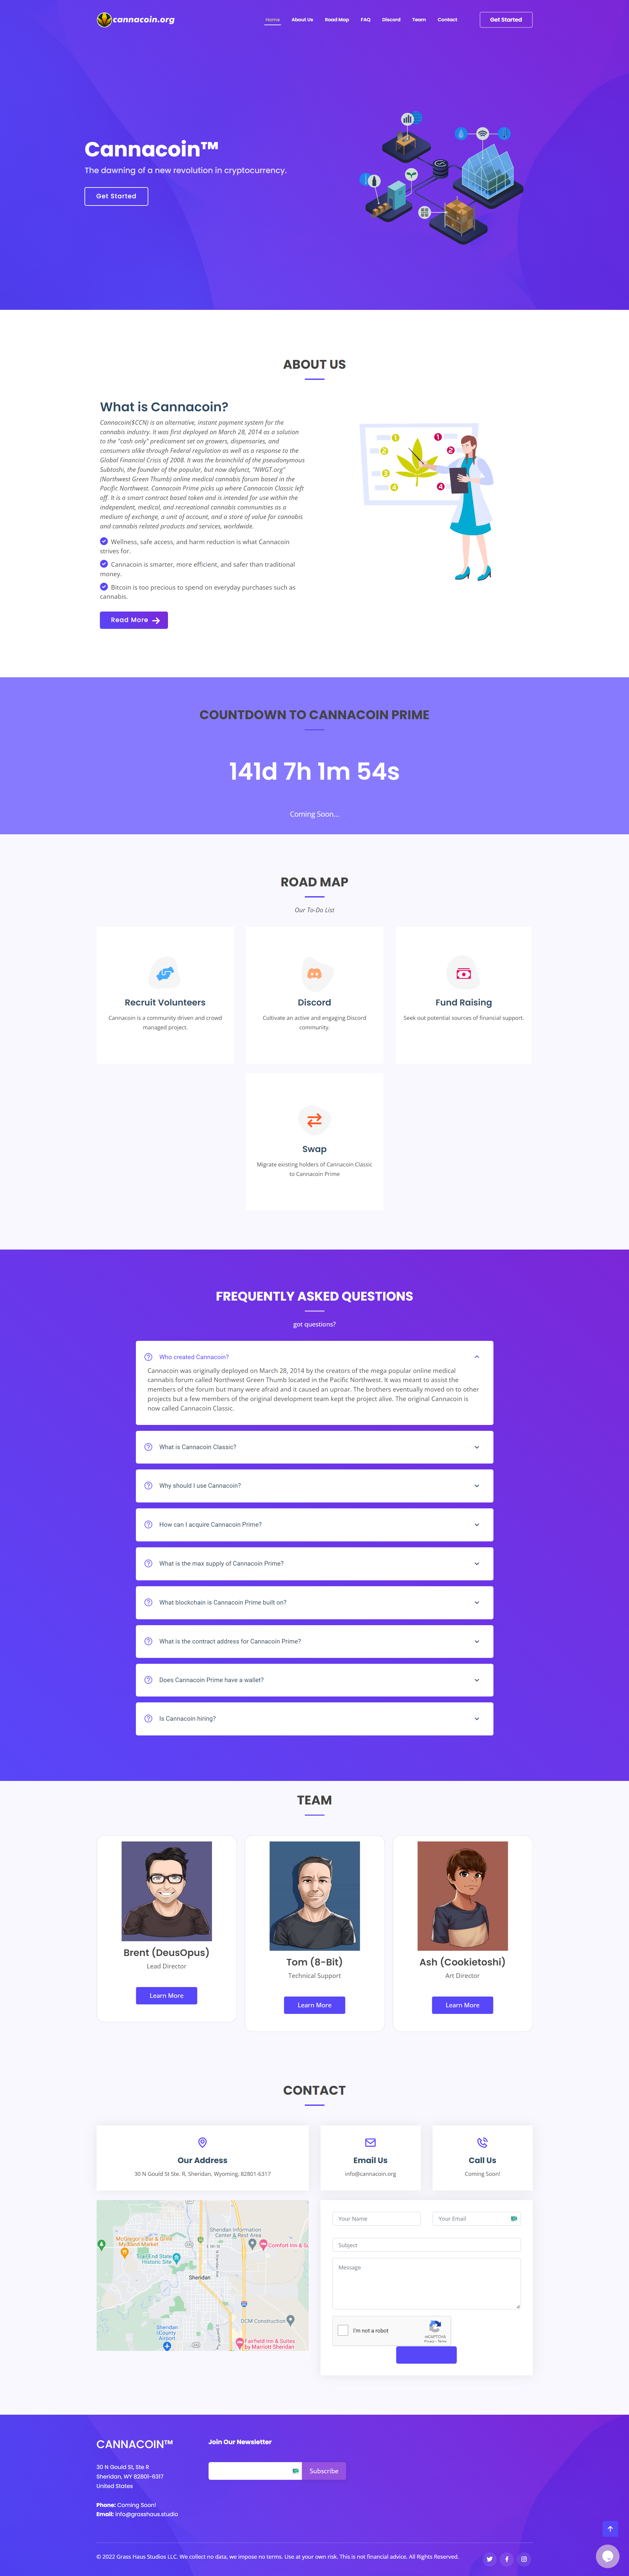 cannacoin.org
Home About Us Road Map FAQ Discord Team Contact Get Started
Cannacoin™
The dawning of a new revolution in cryptocurrency.
Get Started
ABOUT US
What is Cannacoin?
Cannacoin($CCN) is an alternative, instant payment system for the
cannabis industry. It was first deployed on March 28, 2014 as a solution
to the "cash only" predicament set on growers, dispensaries, and
consumers alike through Federal regulation as well as a response to the
Global Financial Crisis of 2008. It was the brainchild of the pseudonymous
Subtoshi, the founder of the popular, but now defunct, "NWGT.org"
(Northwest Green Thumb) online medical cannabis forum based in the
Pacific Northwest. Cannacoin Prime picks up where Cannacoin Classic left
off. It is a smart contract based token and is intended for use within the
independent, medical, and recreational cannabis communities as a
medium of exchange, a unit of account, and a store of value for cannabis
and cannabis related products and services, worldwide.
Wellness, safe access, and harm reduction is what Cannacoin
strives for.
Cannacoin is smarter, more efficient, and safer than traditional
money.
Bitcoin is too precious to spend on everyday purchases such as
cannabis.
Read More
1 1
2 2
3 3
4 4
COUNTDOWN TO CANNACOIN PRIME
141d 7h 1m 54s
Coming Soon...
ROAD MAP
Our To-Do List
Recruit Volunteers
Cannacoin is a community driven and crowd
managed project.
Discord
Cultivate an active and engaging Discord
community.
Fund Raising
Seek out potential sources of financial support.
Swap
Migrate existing holders of Cannacoin Classic
to Cannacoin Prime
FREQUENTLY ASKED QUESTIONS
got questions?
Who created Cannacoin?
Cannacoin was originally deployed on March 28, 2014 by the creators of the mega popular online medical
cannabis forum called Northwest Green Thumb located in the Pacific Northwest. It was meant to assist the
members of the forum but many were afraid and it caused an uproar. The brothers eventually moved on to other
projects but a few members of the original development team kept the project alive. The original Cannacoin is
now called Cannacoin Classic.
What is Cannacoin Classic?
Why should I use Cannacoin?
How can I acquire Cannacoin Prime?
What is the max supply of Cannacoin Prime?
What blockchain is Cannacoin Prime built on?
What is the contract address for Cannacoin Prime?
Does Cannacoin Prime have a wallet?
Is Cannacoin hiring?
TEAM
Brent (DeusOpus)
Lead Director
Learn More
Tom (8-Bit)
Technical Support
Learn More
Ash (Cookietoshi)
Art Director
Learn More
CONTACT
Our Address
30 N Gould St Ste. R, Sheridan, Wyoming, 82801-6317
Email Us
info@cannacoin.org
Call Us
Coming Soon!
Sheridan Information
Center & Rest Area
McGregor's Bar & Grille
My Mariland Market
Comfort Inn & Su
Trail End State
Historic Site
Sheridan
DCM Construction
Sheridan
County
Airport
Fairfield Inn & Suites
by Marriott Sheridan
Your Name
Your Email
Subject
Message
I'm not a robot
reCAPTCHA
Privacy - Terms
CANNACOIN™
30 N Gould St, Ste R
Sheridan, WY 82801-6317
United States
Phone: Coming Soon!
Email: info@grasshaus.studio
Join Our Newsletter
Subscribe
© 2022 Grass Haus Studios LLC. We collect no data, we impose no terms. Use at your own risk. This is not financial advice. All Rights Reserved.